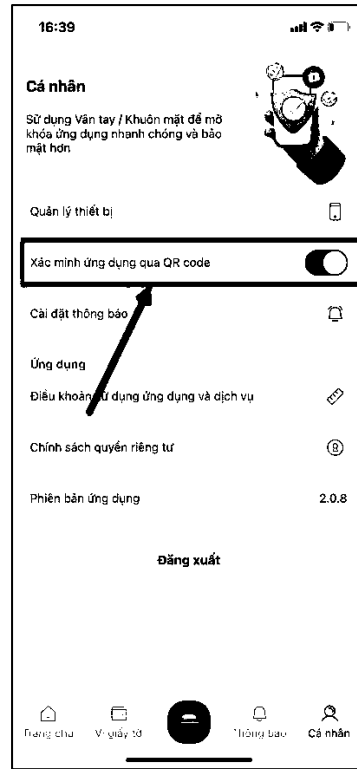 16:39
Cá nhân
Sử dụng Vân tay / Khuôn mặt để mở
khóa ứng dụng nhanh chóng và bảo
mật hơn
Quản lý thiết bị
Xác minh ứng dụng qua QR code
Cài đặt thông báo
Ứng dụng
Điều khoản sử dụng ứng dụng và dịch vụ
Chính sách quyền riêng tư
Phiên bản ứng dụng 2.0.8
Đăng xuất
Trang chủ Ví giấy tờ Thông báo Cá nhân